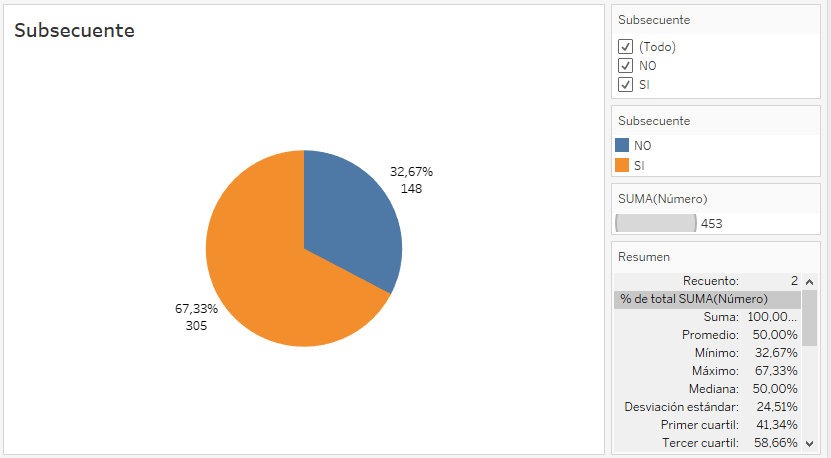 Subsecuente
32,67%
148
67,33%
305
Subsecuente
(Todo)
NO
SI
Subsecuente
NO
SI
SUMA(Número)
453
Resumen
Recuento: 2
% de total SUMA(Número)
Suma: 100,00...
Promedio: 50,00%
Mínimo: 32,67%
Máximo: 67,33%
Mediana: 50,00%
Desviación estándar: 24,51%
Primer cuartil: 41,34%
Tercer cuartil: 58,66%